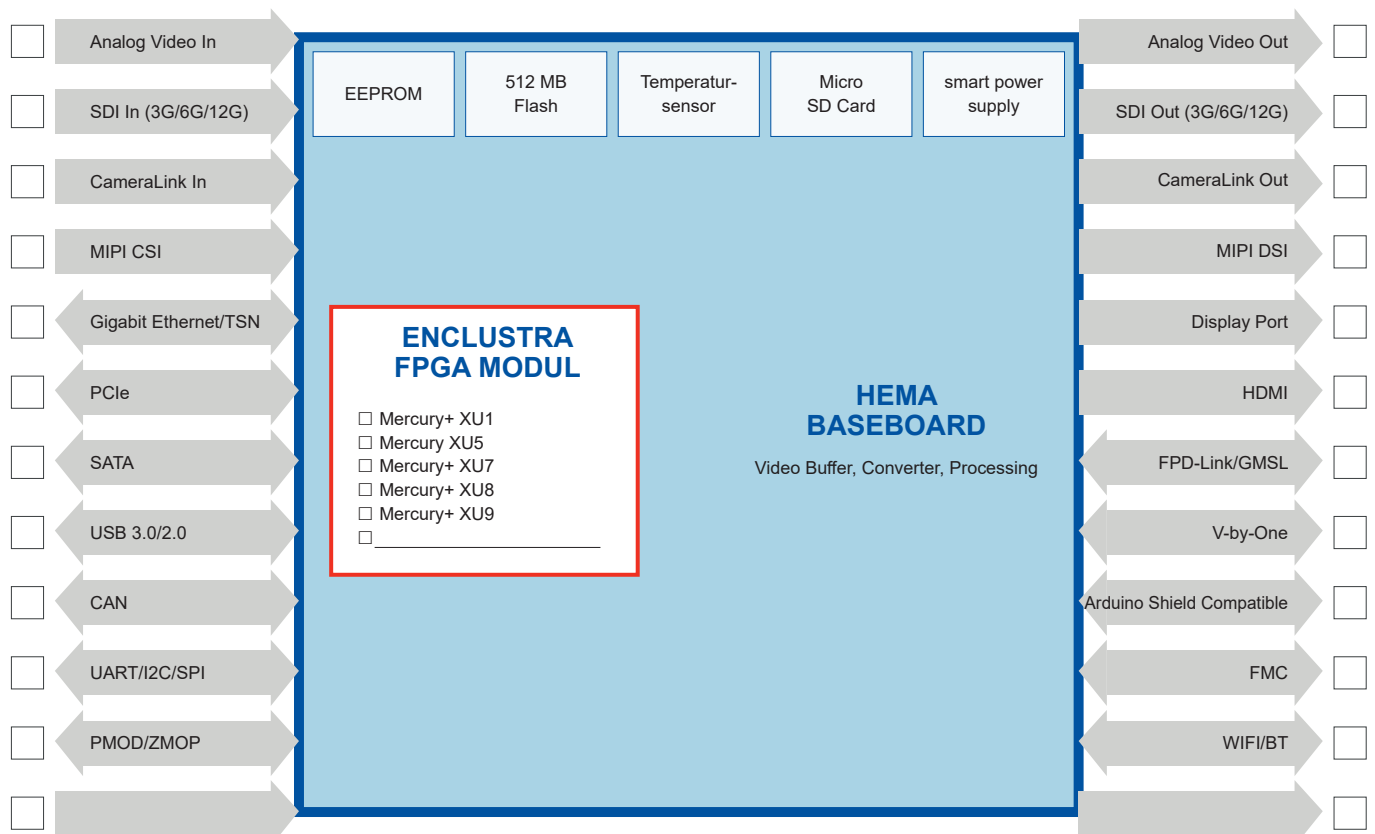 Analog Video In
SDI In (3G/6G/12G)
CameraLink In
MIPI CSI
Gigabit Ethernet/TSN
PCIe
SATA
USB 3.0/2.0
CAN
UART/I2C/SPI
PMOD/ZMOP
EEPROM
512 MB
Flash
Temperatur-
sensor
Micro
SD Card
smart power
supply
ENCLUSTRA
FPGA MODUL
☐ Mercury+ XU1
☐ Mercury XU5
☐ Mercury+ XU7
☐ Mercury+ XU8
☐ Mercury+ XU9
☐
HEMA
BASEBOARD
Video Buffer, Converter, Processing
Analog Video Out
SDI Out (3G/6G/12G)
CameraLink Out
MIPI DSI
Display Port
HDMI
FPD-Link/GMSL
V-by-One
Arduino Shield Compatible
FMC
WIFI/BT